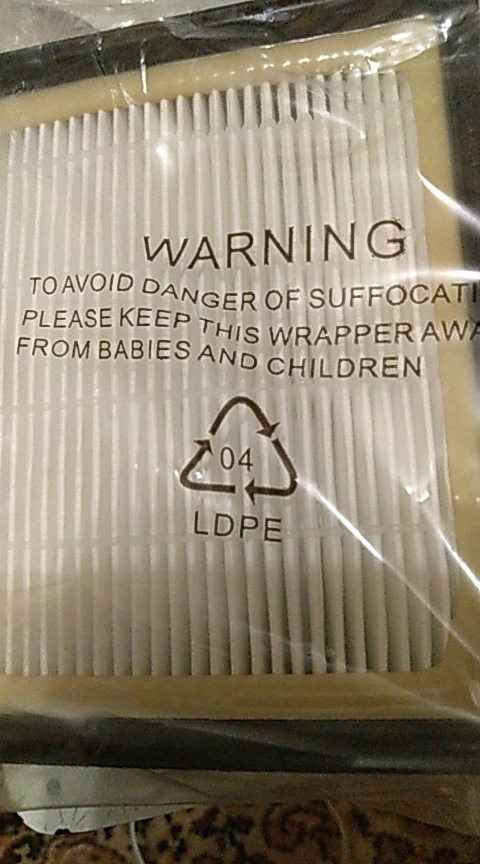 WARNING
TO AVOID DANGER OF SUFFOCATI
PLEASE KEEP THIS WRAPPER AWA
FROM BABIES AND CHILDREN
04
LDPE